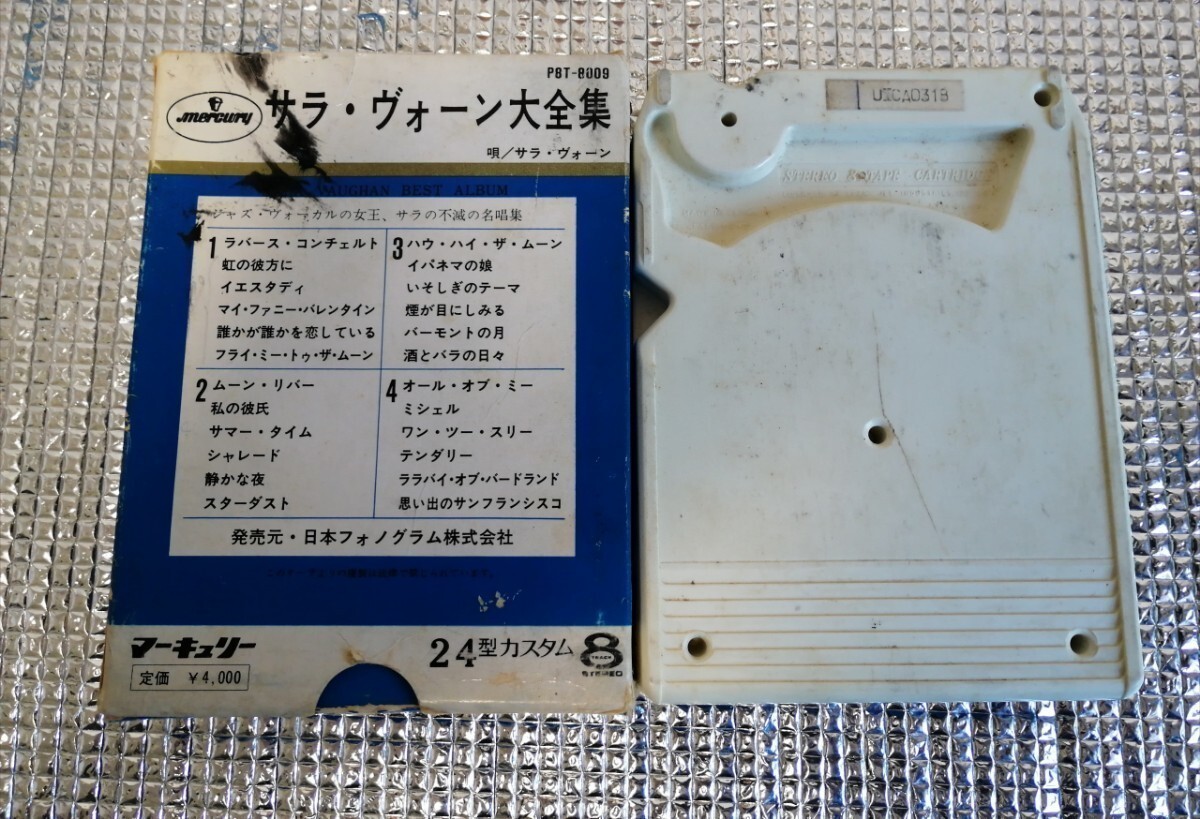 P8T-8009
mercury
サラ・ヴォーン大全集
唄/サラ・ヴォーン
VAUGHAN BEST ALBUM
ジャズ・ヴォーカルの女王、サラの不滅の名唱集
1
ラバース・コンチェルト
虹の彼方に
イエスタディ
マイ・ファニー・バレンタイン
誰かが誰かを恋している
フライ・ミー・トゥ・ザ・ムーン
2
ムーン・リバー
私の彼氏
サマー・タイム
シャレード
静かな夜
スターダスト
3
ハウ・ハイ・ザ・ムーン
イパネマの娘
いそしぎのテーマ
煙が目にしみる
バーモントの月
酒とバラの日々
4
オール・オブ・ミー
ミシェル
ワン・ツー・スリー
テンダリー
ララバイ・オブ・バードランド
思い出のサンフランシスコ
発売元・日本フォノグラム株式会社
マーキュリー
定価 ¥4,000
24型カスタム
8
TRACK
STEREO
UICA031B
STEREO 8 TAPE CARTRIDGE